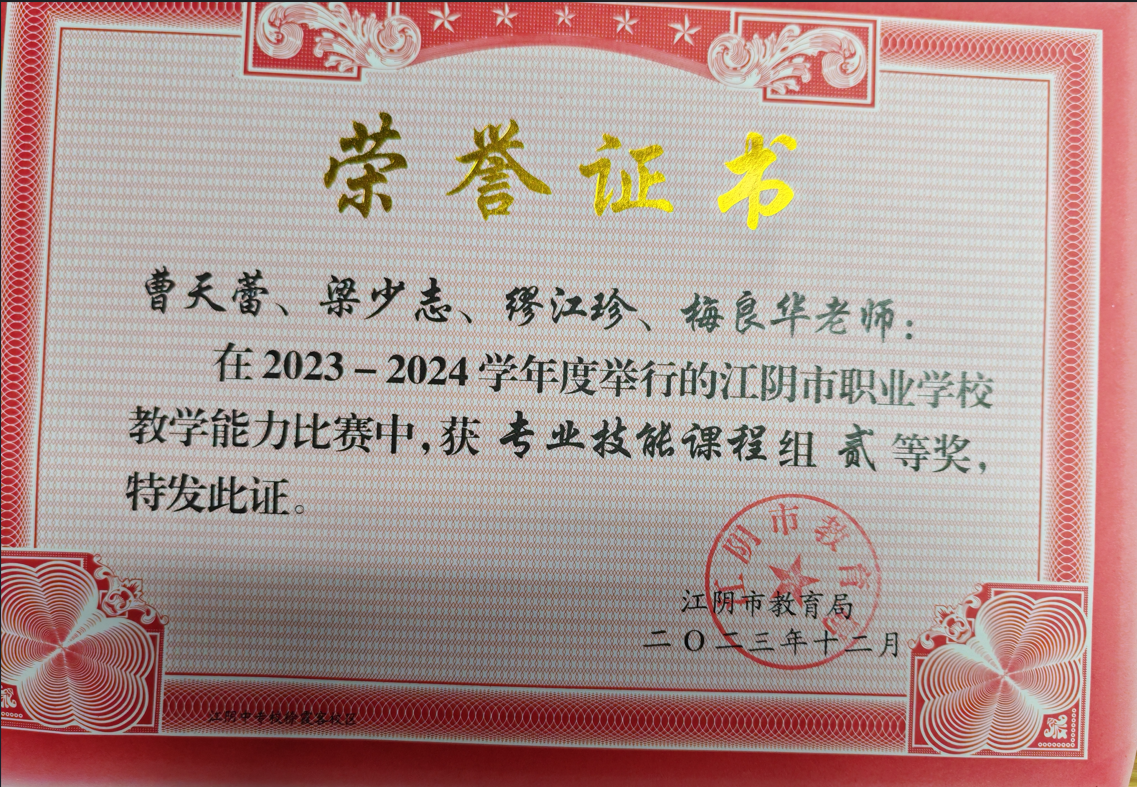 荣誉证书
曹天蕾、梁少志、缪江珍、梅良华老师：
在2023－2024学年度举行的江阴市职业学校
教学能力比赛中，获 专业技能课程组 贰 等奖，
特发此证。
江阴市教育局
江阴市教育局
二〇二三年十二月